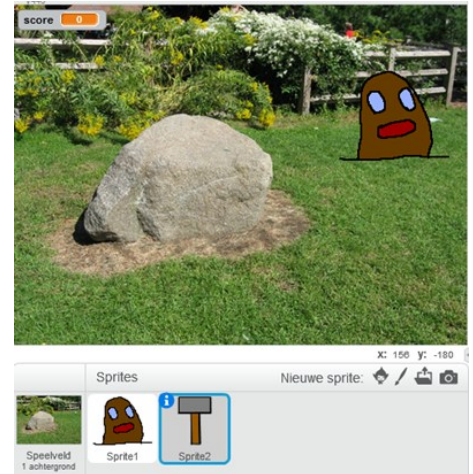 score 0
x: 156 y: -180
Sprites Nieuwe sprite:
Speelveld
1 achtergrond
Sprite1
Sprite2